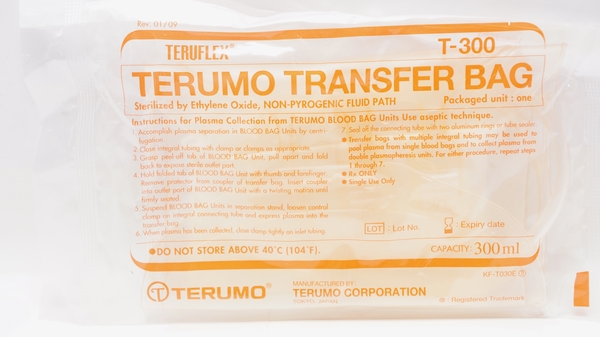 Rev. 01/09
TERUFLEX® T-300
TERUMO TRANSFER BAG
Sterilized by Ethylene Oxide, NON-PYROGENIC FLUID PATH Packaged unit : one
Instructions for Plasma Collection from TERUMO BLOOD BAG Units Use aseptic technique.
1. Accomplish plasma separation in BLOOD BAG Units by centri-
fugation.
2. Close integral tubing with clamp or clamps as appropriate.
3. Grasp peel-off tab of BLOOD BAG Unit, pull apart and fold
back to expose sterile outlet port.
4. Hold folded tab of BLOOD BAG Unit with thumb and forefinger.
Remove protector from coupler of transfer bag. Insert coupler
into outlet port of BLOOD BAG Unit with a twisting motion until
firmly seated.
5. Suspend BLOOD BAG Units in separation stand, loosen control
clamp on integral connecting tube and express plasma into the
transfer bag.
6. When plasma has been collected, close clamp tightly on inlet tubing.
7. Seal off the connecting tube with two aluminum rings or tube sealer.
● Transfer bags with multiple integral tubing may be used to
pool plasma from single blood bags and to collect plasma from
double plasmapheresis units. For either procedure, repeat steps
1 through 7.
● Rx ONLY
● Single Use Only
LOT : Lot No. : Expiry date
● DO NOT STORE ABOVE 40°C (104°F). CAPACITY: 300ml
KF-T030E
TERUMO® MANUFACTURED BY
TERUMO CORPORATION
TOKYO, JAPAN
® : Registered Trademark